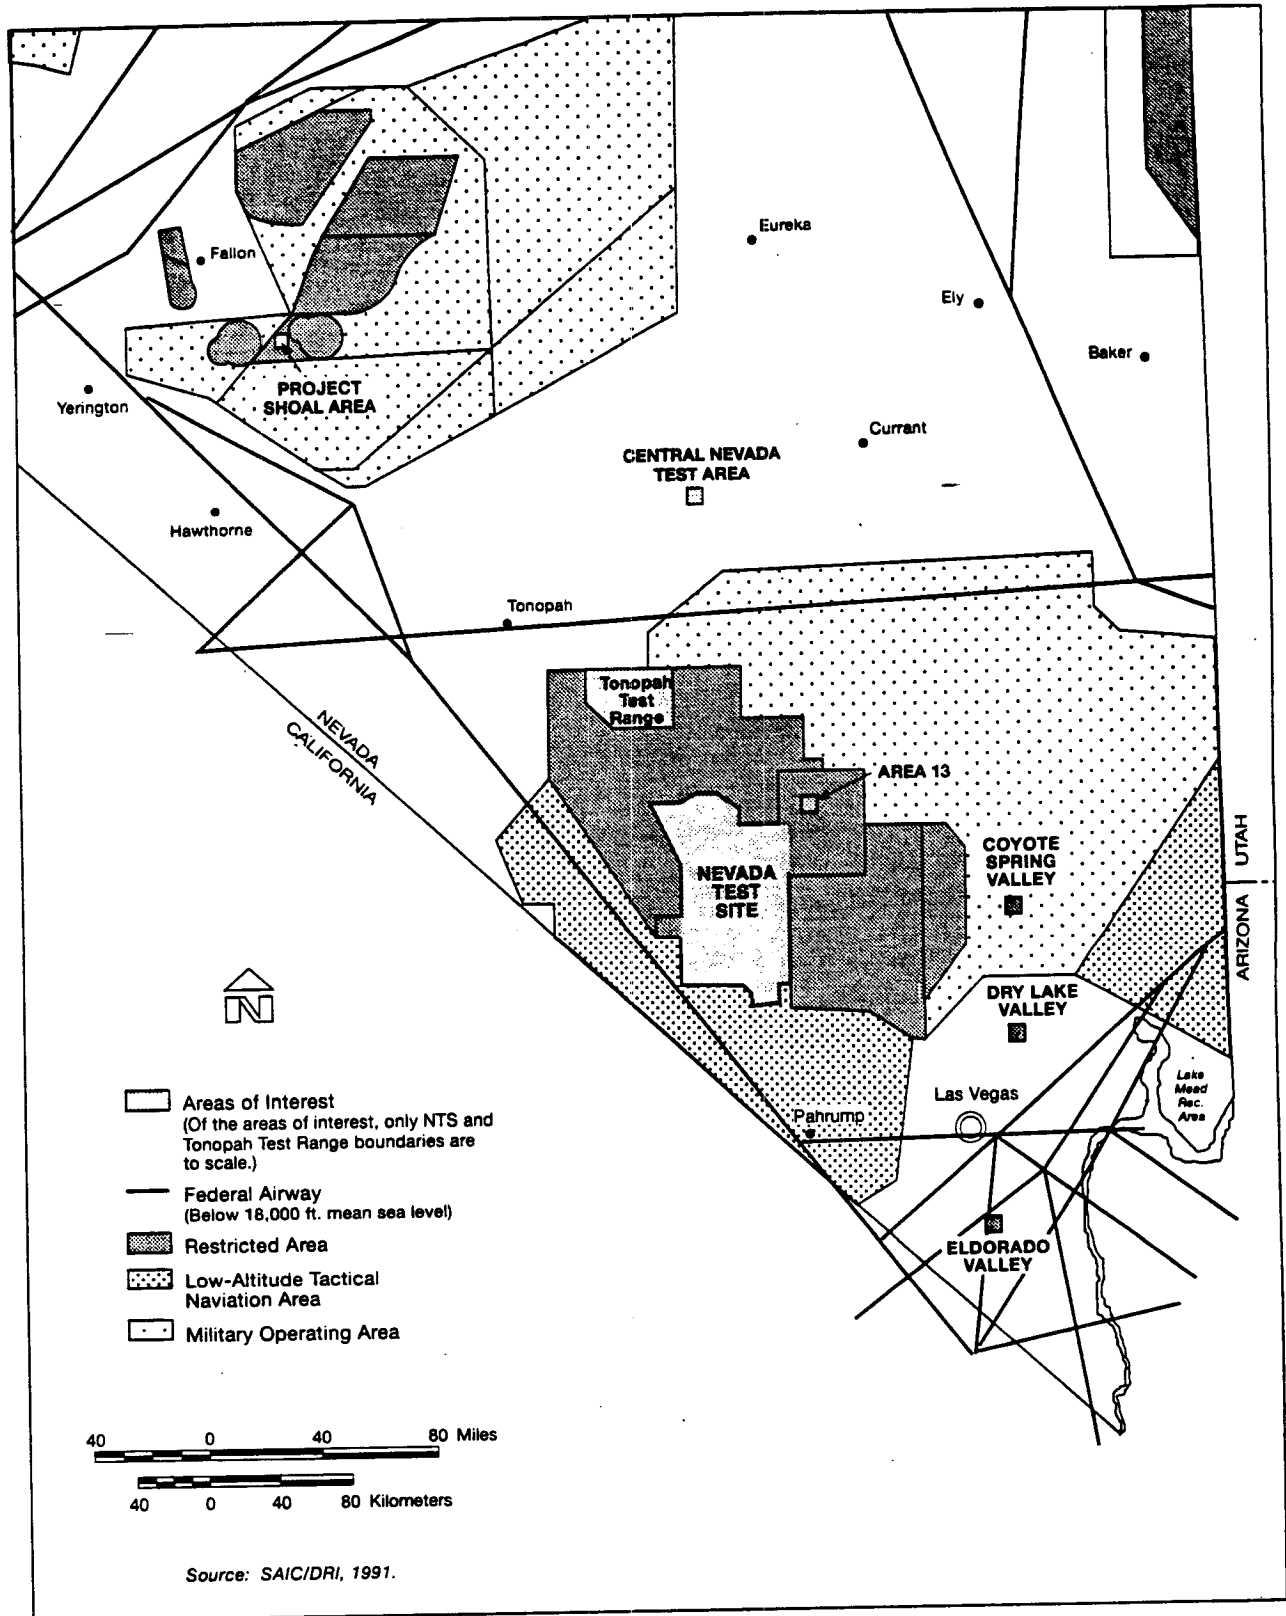 Eureka
Fallon
Ely
Baker
PROJECT
SHOAL AREA
Yerington
Currant
CENTRAL NEVADA
TEST AREA
Hawthorne
Tonopah
Tonopah
Test
Range
NEVADA
CALIFORNIA
AREA 13
UTAH
ARIZONA
COYOTE
SPRING
VALLEY
NEVADA
TEST
SITE
N
DRY LAKE
VALLEY
Lake
Mead
Rec.
Area
Las Vegas
Pahrump
ELDORADO
VALLEY
Areas of Interest
(Of the areas of interest, only NTS and
Tonopah Test Range boundaries are
to scale.)
Federal Airway
(Below 18,000 ft. mean sea level)
Restricted Area
Low-Altitude Tactical
Naviation Area
Military Operating Area
40 0 40 80 Miles
40 0 40 80 Kilometers
Source: SAIC/DRI, 1991.